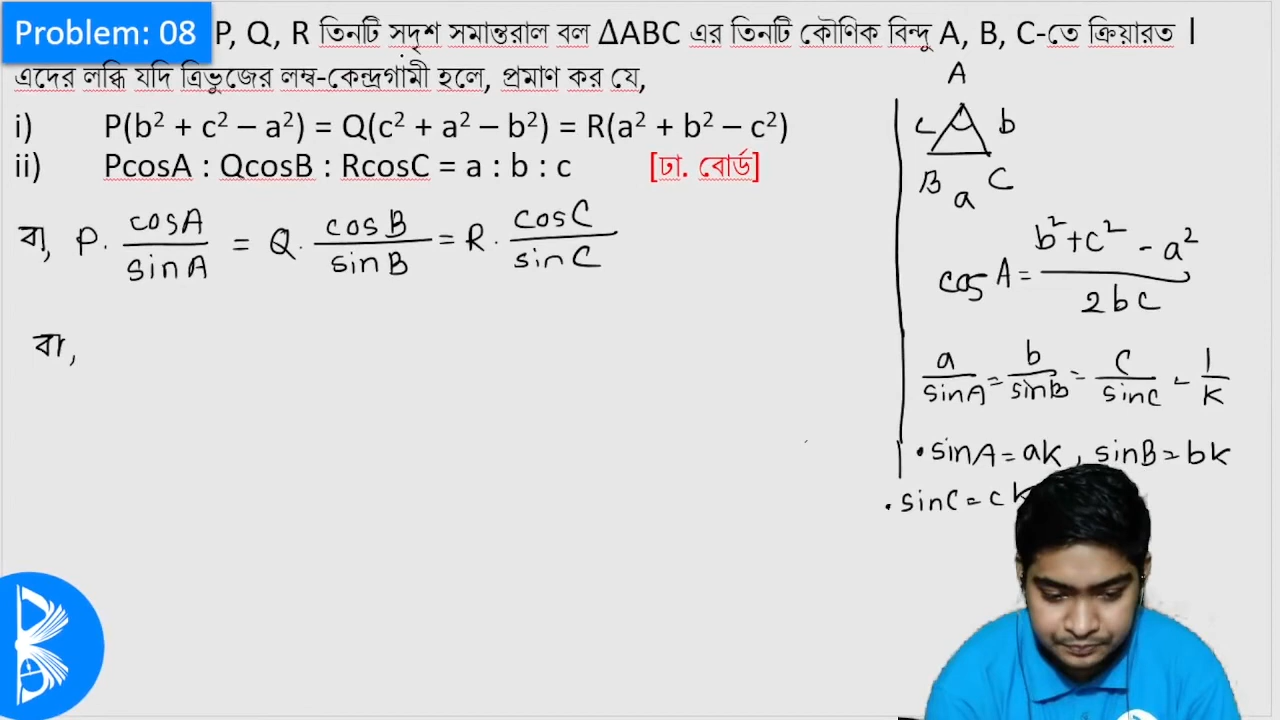 Problem: 08 P, Q, R তিনটি সদৃশ সমান্তরাল বল ΔABC এর তিনটি কৌণিক বিন্দু A, B, C-তে ক্রিয়ারত ।
এদের লব্ধি যদি ত্রিভুজের লম্ব-কেন্দ্রগামী হলে, প্রমাণ কর যে,
i) P(b² + c² – a²) = Q(c² + a² – b²) = R(a² + b² – c²)
ii) PcosA : QcosB : RcosC = a : b : c [ঢা. বোর্ড]
বা, P. cosA/sinA = Q. cosB/sinB = R. cosC/sinC
বা,
A
c b
B a C
cosA = (b²+c² - a²)/2bc
a/sinA = b/sinB = c/sinC = 1/K
sinA = ak, sinB = bk
sinC = ck